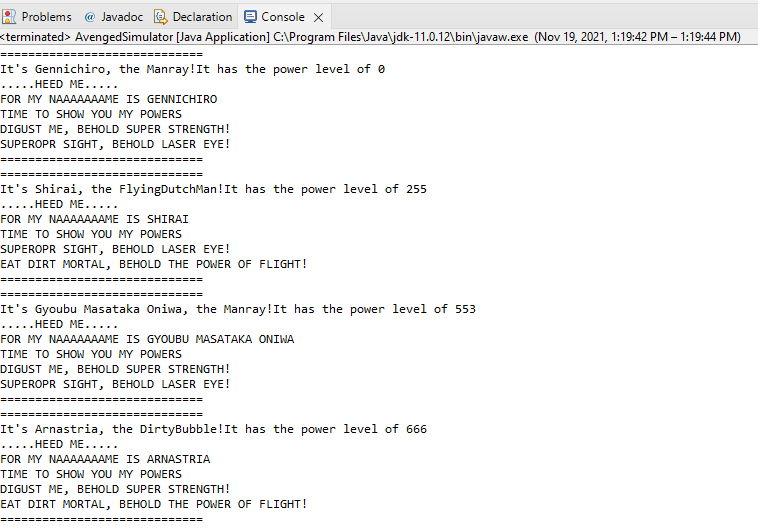 Problems @ Javadoc Declaration Console
<terminated> AvengedSimulator [Java Application] C:\Program Files\Java\jdk-11.0.12\bin\javaw.exe (Nov 19, 2021, 1:19:42 PM – 1:19:44 PM)
=============================
It's Gennichiro, the Manray!It has the power level of 0
.....HEED ME.....
FOR MY NAAAAAAAME IS GENNICHIRO
TIME TO SHOW YOU MY POWERS
DIGUST ME, BEHOLD SUPER STRENGTH!
SUPEROPR SIGHT, BEHOLD LASER EYE!
=============================
=============================
It's Shirai, the FlyingDutchMan!It has the power level of 255
.....HEED ME.....
FOR MY NAAAAAAAME IS SHIRAI
TIME TO SHOW YOU MY POWERS
SUPEROPR SIGHT, BEHOLD LASER EYE!
EAT DIRT MORTAL, BEHOLD THE POWER OF FLIGHT!
=============================
=============================
It's Gyoubu Masataka Oniwa, the Manray!It has the power level of 553
.....HEED ME.....
FOR MY NAAAAAAAME IS GYOUBU MASATAKA ONIWA
TIME TO SHOW YOU MY POWERS
DIGUST ME, BEHOLD SUPER STRENGTH!
SUPEROPR SIGHT, BEHOLD LASER EYE!
=============================
=============================
It's Arnastria, the DirtyBubble!It has the power level of 666
.....HEED ME.....
FOR MY NAAAAAAAME IS ARNASTRIA
TIME TO SHOW YOU MY POWERS
DIGUST ME, BEHOLD SUPER STRENGTH!
EAT DIRT MORTAL, BEHOLD THE POWER OF FLIGHT!
=============================